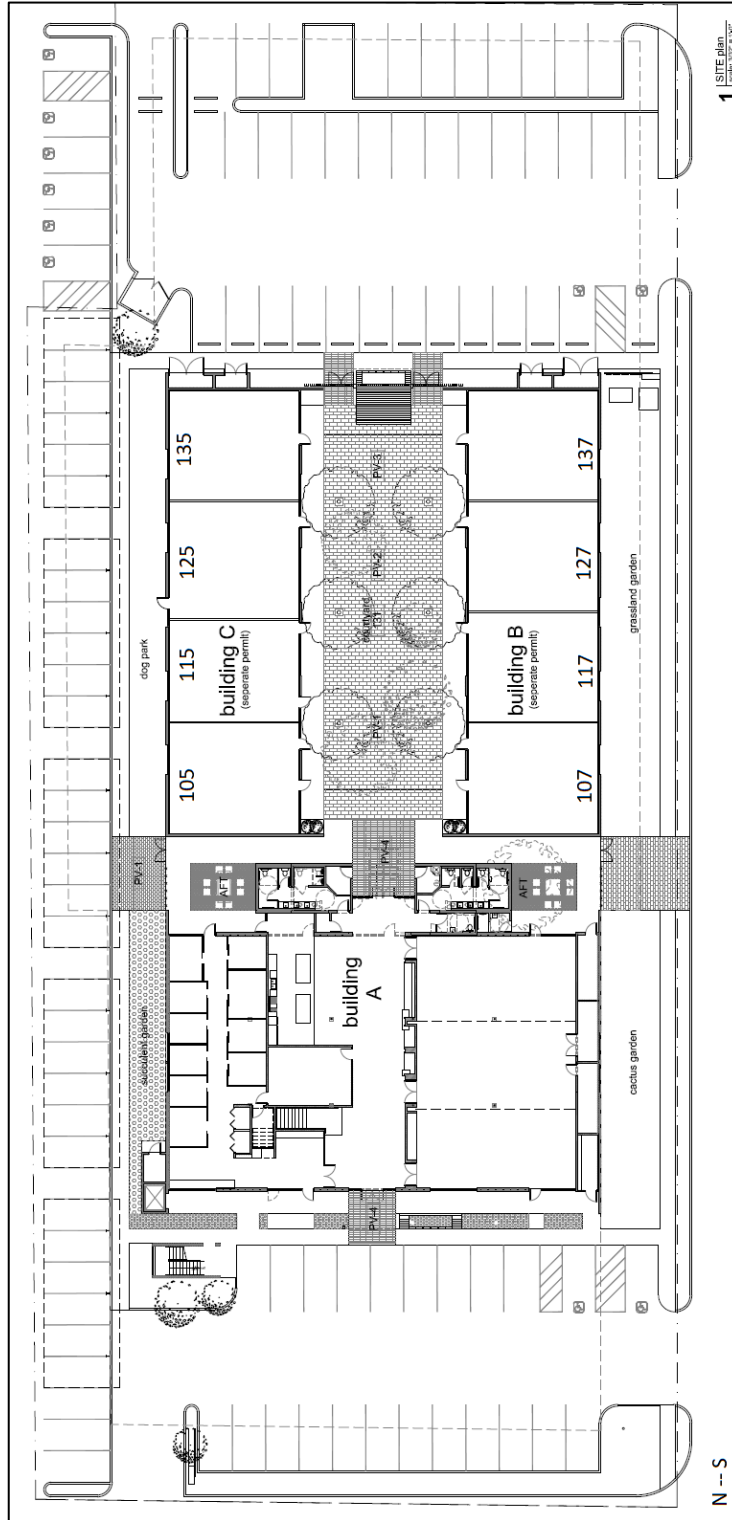 1
SITE plan
135
125
115
105
dog park
building C
(seperate permit)
PV-3
PV-2
courtyard
131
PV-1
137
127
117
107
building B
(seperate permit)
grassland garden
PV-1
AFT
PV-4
AFT
succulent garden
building
A
cactus garden
PV-4
N -- S